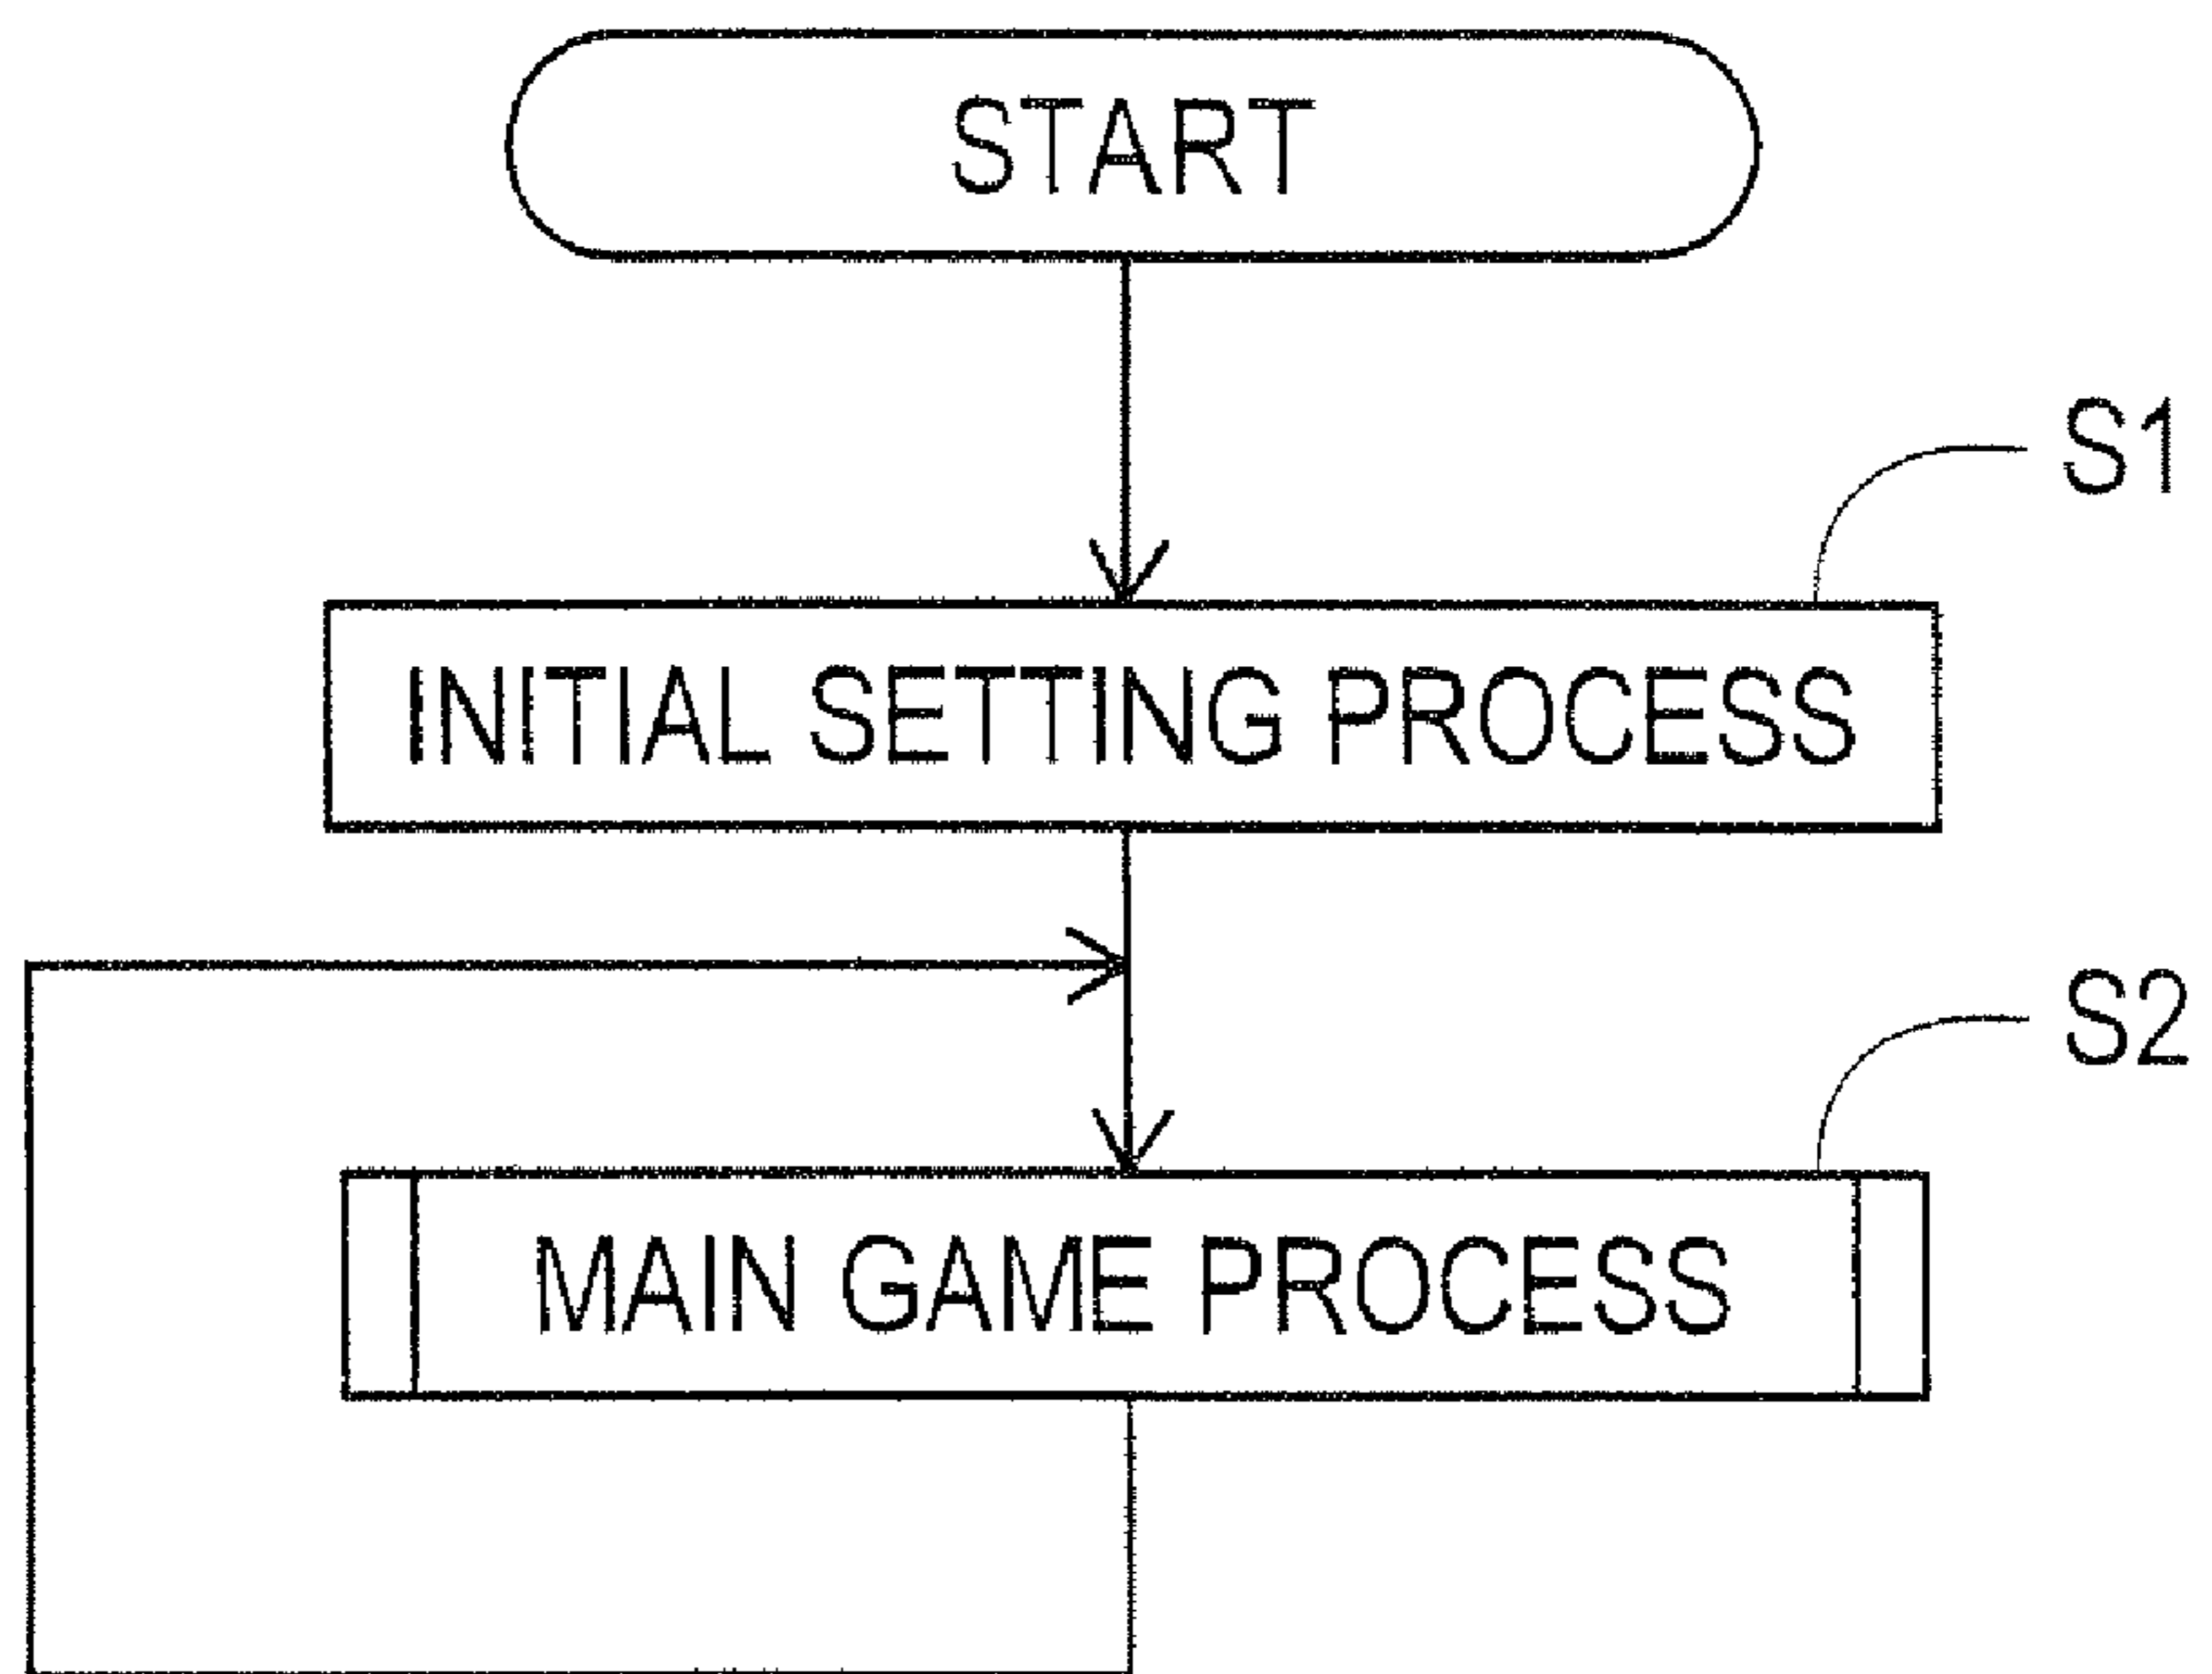 START
S1
INITIAL SETTING PROCESS
S2
MAIN GAME PROCESS